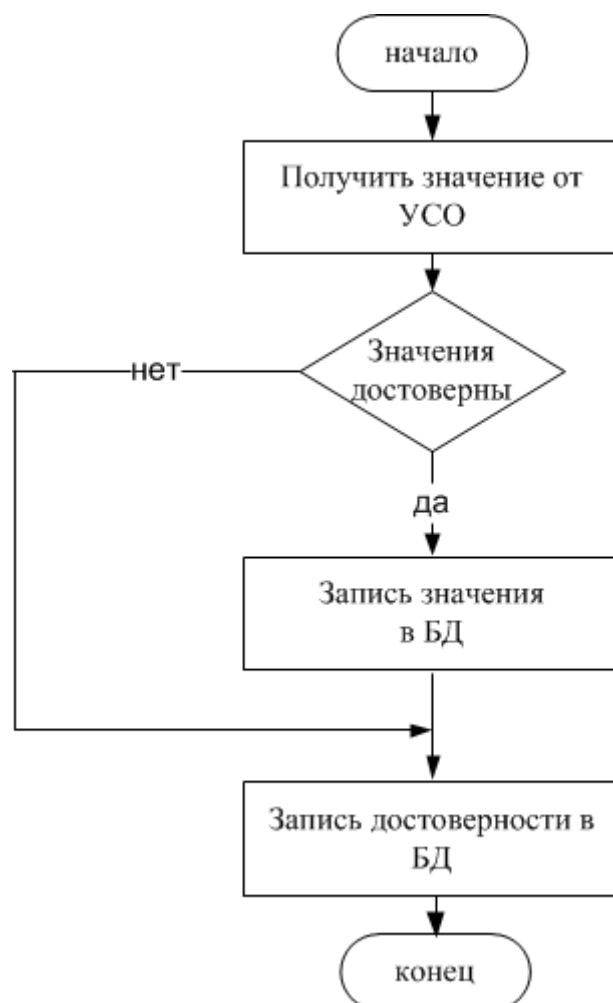 начало
Получить значение от
УСО
Значения
достоверны
нет
да
Запись значения
в БД
Запись достоверности в
БД
конец